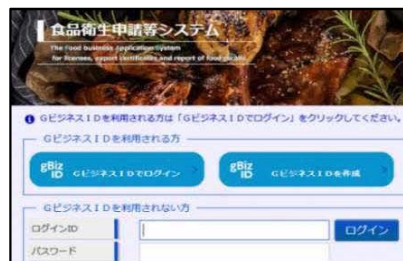 食品衛生申請等システム
The Food business Application System
for licenses, export certificates and report of food recalls
GビジネスIDを利用される方は「GビジネスIDでログイン」をクリックしてください。
GビジネスIDを利用される方
gBiz ID GビジネスIDでログイン
gBiz ID GビジネスIDを作成
GビジネスIDを利用されない方
ログインID
ログイン
パスワード